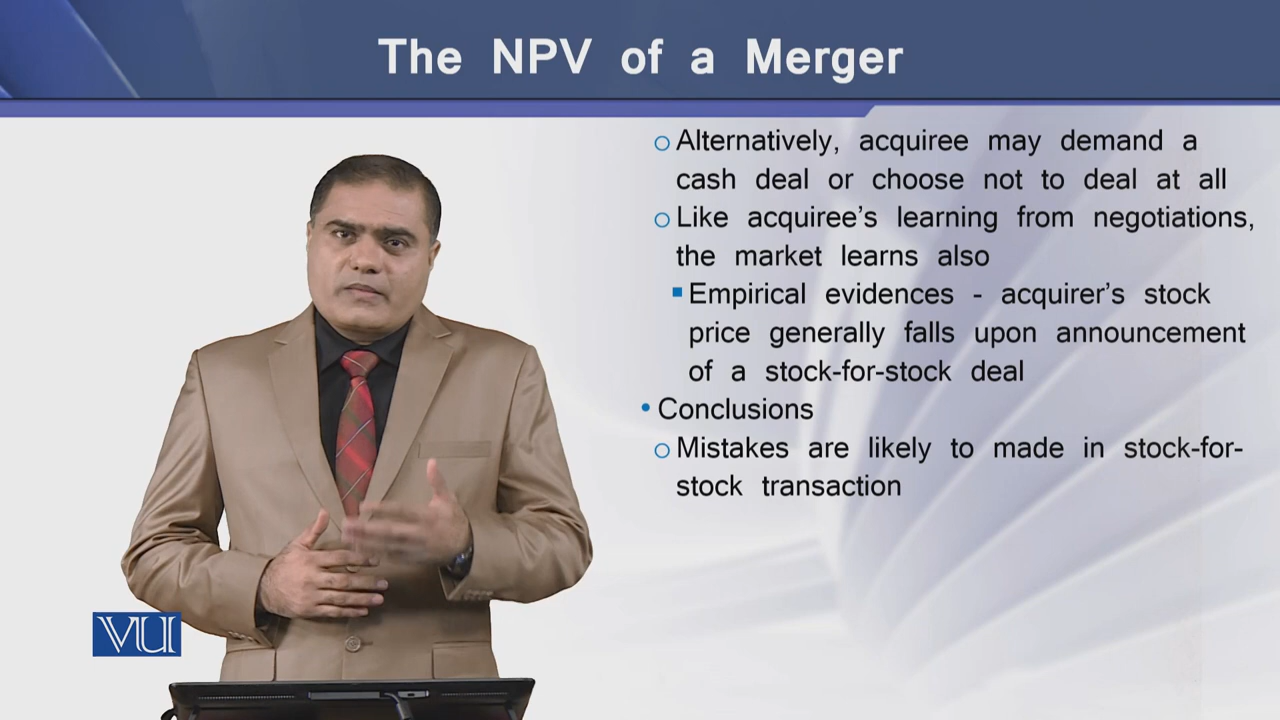 The NPV of a Merger
Alternatively, acquiree may demand a
cash deal or choose not to deal at all
Like acquiree's learning from negotiations,
the market learns also
Empirical evidences - acquirer's stock
price generally falls upon announcement
of a stock-for-stock deal
Conclusions
Mistakes are likely to made in stock-for-
stock transaction
VU